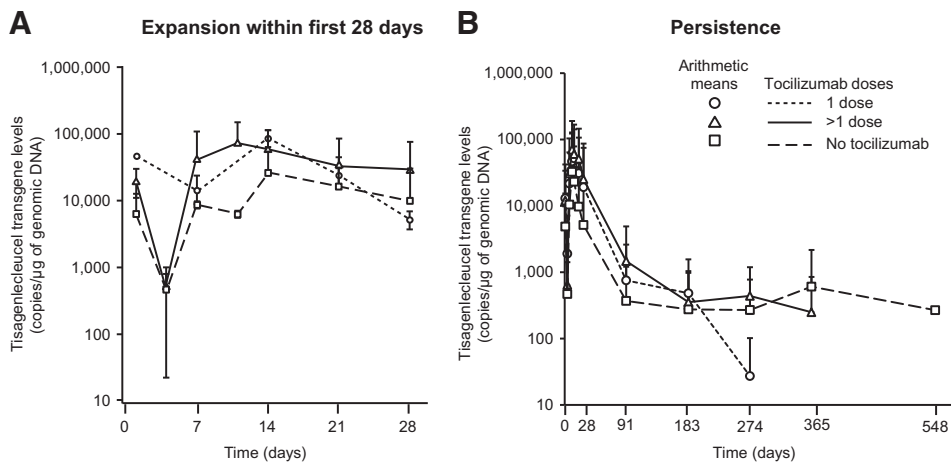 A
Expansion within first 28 days
Tisagenlecleucel transgene levels
(copies/μg of genomic DNA)
1,000,000
100,000
10,000
1,000
100
10
0
7
14
21
28
Time (days)
B
Persistence
Arithmetic
means
Tocilizumab doses
1 dose
>1 dose
No tocilizumab
Tisagenlecleucel transgene levels
(copies/μg of genomic DNA)
1,000,000
100,000
10,000
1,000
100
10
0
28
91
183
274
365
548
Time (days)